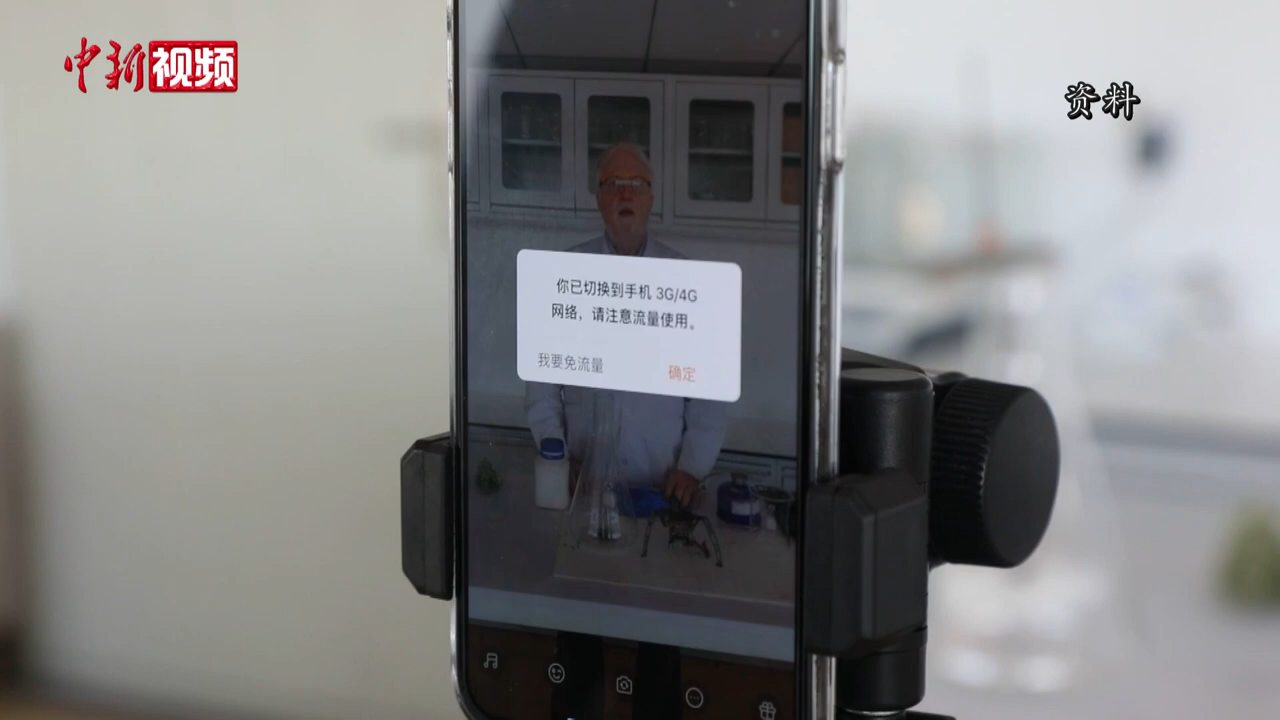 中新视频
资料
你已切换到手机 3G/4G
网络，请注意流量使用。
我要免流量
确定